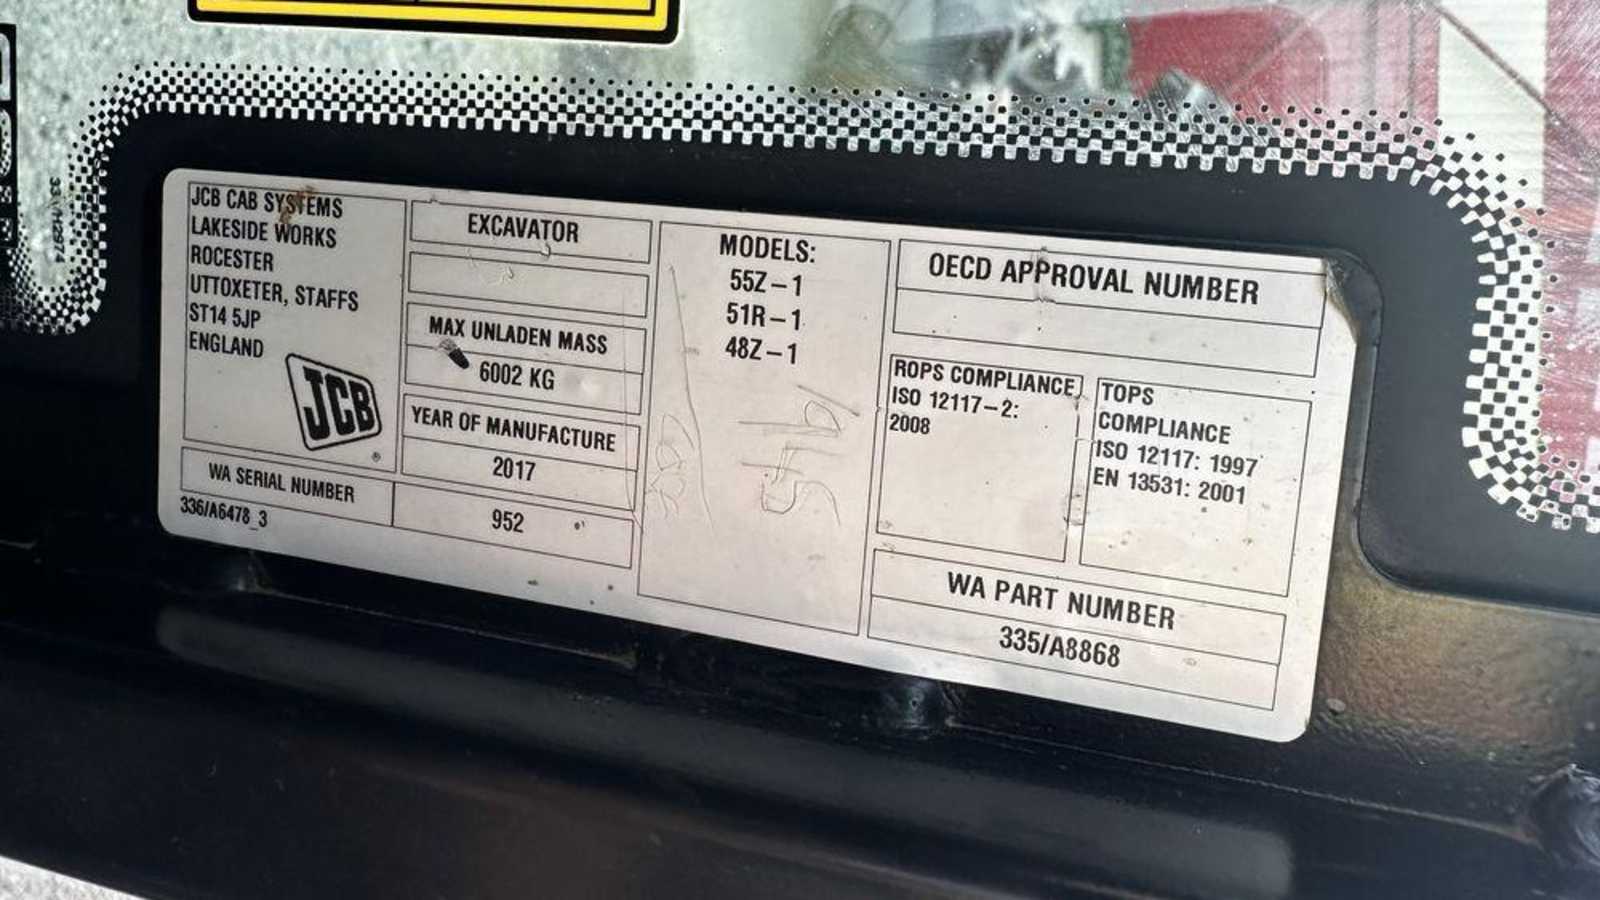 JCB CAB SYSTEMS
LAKESIDE WORKS
ROCESTER
UTTOXETER, STAFFS
ST14 5JP
ENGLAND
JCB
WA SERIAL NUMBER
336/A6478_3
EXCAVATOR
MAX UNLADEN MASS
6002 KG
YEAR OF MANUFACTURE
2017
952
MODELS:
55Z-1
51R-1
48Z-1
OECD APPROVAL NUMBER
ROPS COMPLIANCE
ISO 12117-2:
2008
TOPS
COMPLIANCE
ISO 12117: 1997
EN 13531: 2001
WA PART NUMBER
335/A8868